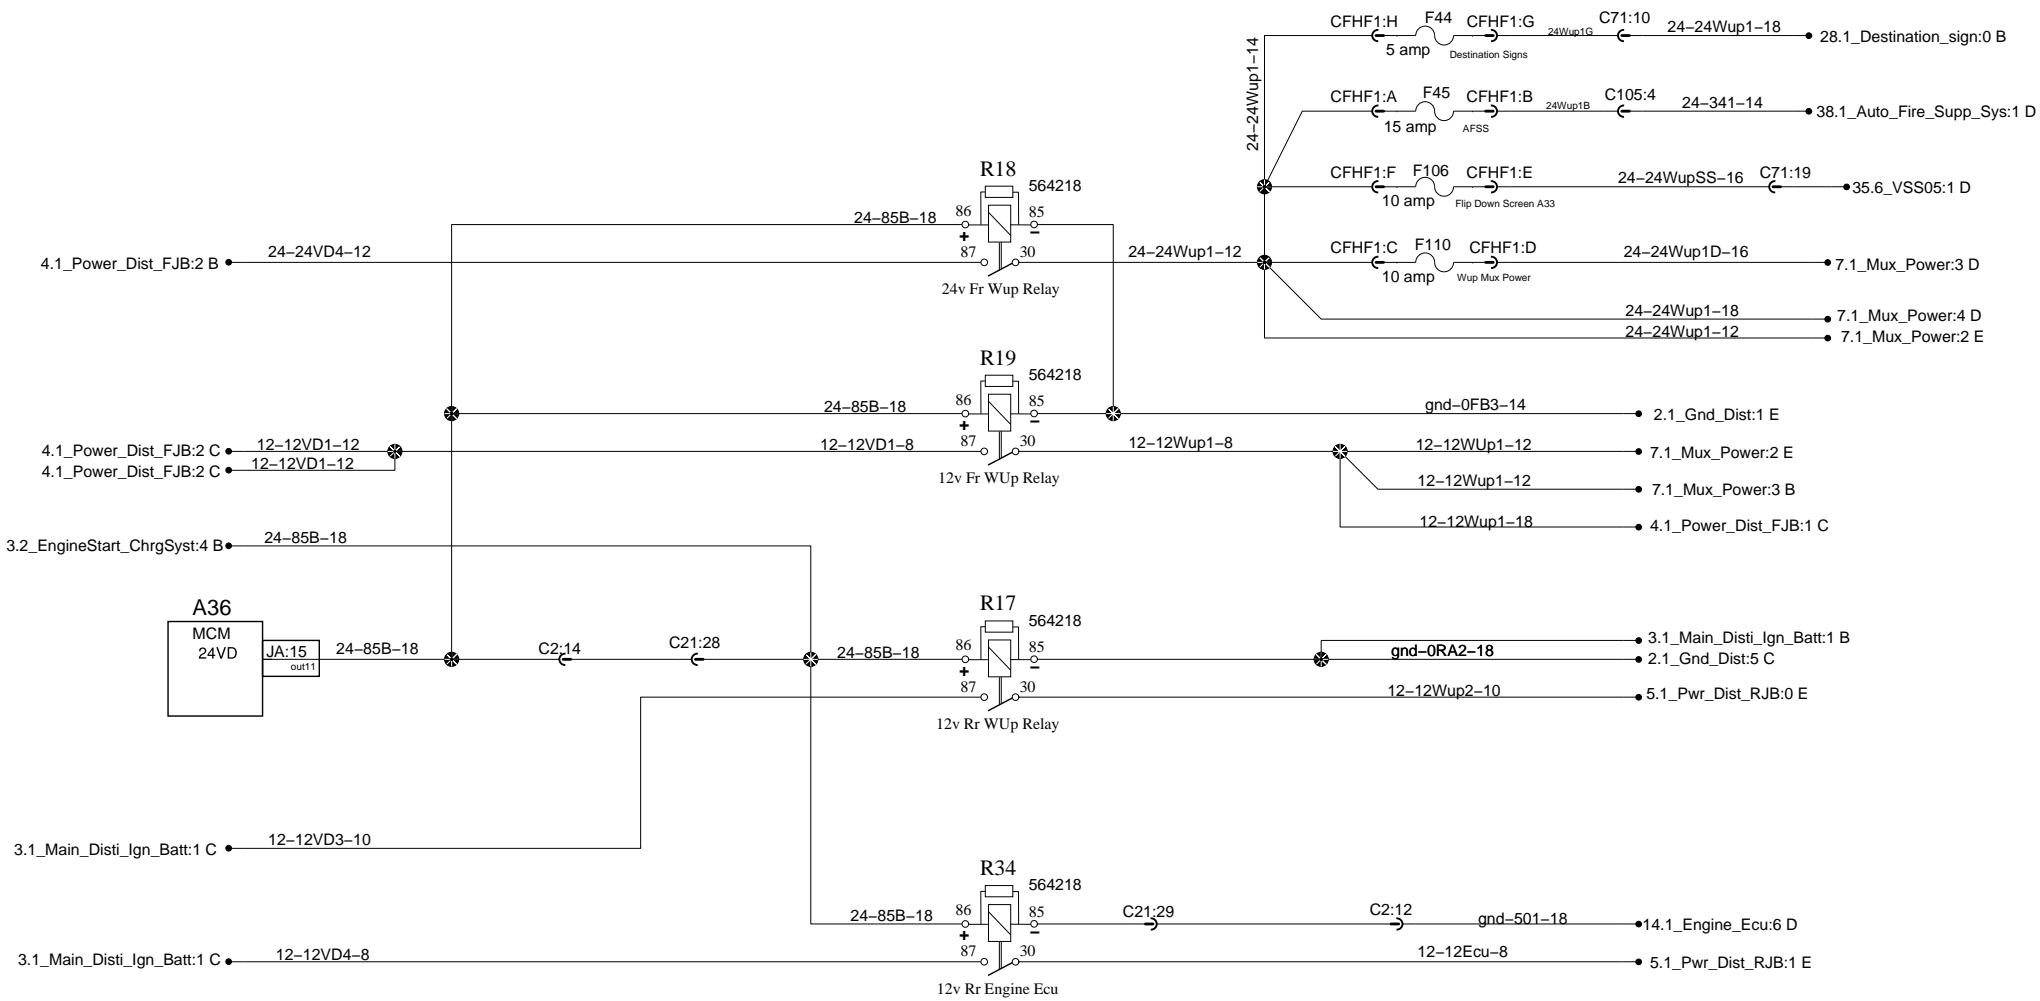 CFHF1:H F44 CFHF1:G 24Wup1G C71:10 24–24Wup1–18 28.1_Destination_sign:0 B
5 amp Destination Signs
24–24Wup1–14
CFHF1:A F45 CFHF1:B 24Wup1B C105:4 24–341–14 38.1_Auto_Fire_Supp_Sys:1 D
15 amp AFSS
CFHF1:F F106 CFHF1:E 24–24WupSS–16 C71:19 35.6_VSS05:1 D
10 amp Flip Down Screen A33
R18
564218
24–85B–18 86 85
+ –
4.1_Power_Dist_FJB:2 B 24–24VD4–12 87 30 24–24Wup1–12 CFHF1:C F110 CFHF1:D 24–24Wup1D–16 7.1_Mux_Power:3 D
10 amp Wup Mux Power
24v Fr Wup Relay
24–24Wup1–18 7.1_Mux_Power:4 D
24–24Wup1–12 7.1_Mux_Power:2 E
R19
564218
24–85B–18 86 85 gnd–0FB3–14 2.1_Gnd_Dist:1 E
+ –
4.1_Power_Dist_FJB:2 C 12–12VD1–12 12–12VD1–8 87 30 12–12Wup1–8 12–12WUp1–12 7.1_Mux_Power:2 E
4.1_Power_Dist_FJB:2 C 12–12VD1–12
12v Fr WUp Relay
12–12Wup1–12 7.1_Mux_Power:3 B
12–12Wup1–18 4.1_Power_Dist_FJB:1 C
3.2_EngineStart_ChrgSyst:4 B 24–85B–18
A36
MCM
24VD
JA:15
out11
24–85B–18 C2:14 C21:28 24–85B–18
R17
564218
86 85
+ –
3.1_Main_Disti_Ign_Batt:1 B
gnd–0RA2–18 2.1_Gnd_Dist:5 C
87 30 12–12Wup2–10 5.1_Pwr_Dist_RJB:0 E
12v Rr WUp Relay
3.1_Main_Disti_Ign_Batt:1 C 12–12VD3–10
R34
564218
24–85B–18 86 85 C21:29 C2:12 gnd–501–18 14.1_Engine_Ecu:6 D
+ –
3.1_Main_Disti_Ign_Batt:1 C 12–12VD4–8 87 30 12–12Ecu–8 5.1_Pwr_Dist_RJB:1 E
12v Rr Engine Ecu